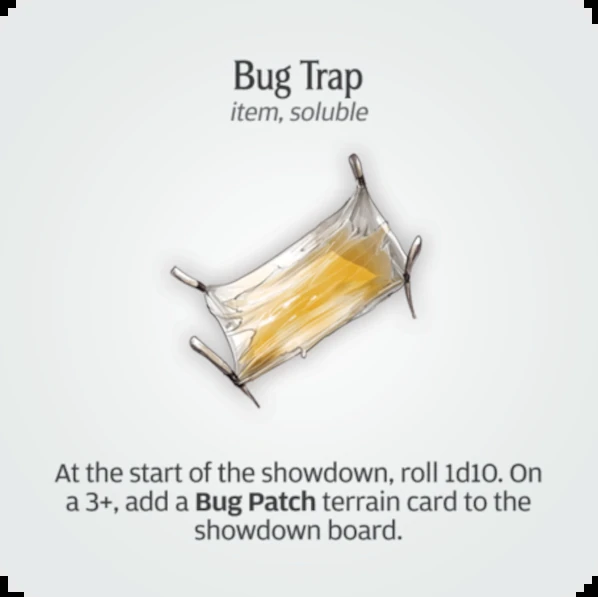 Bug Trap
item, soluble
At the start of the showdown, roll 1d10. On
a 3+, add a Bug Patch terrain card to the
showdown board.